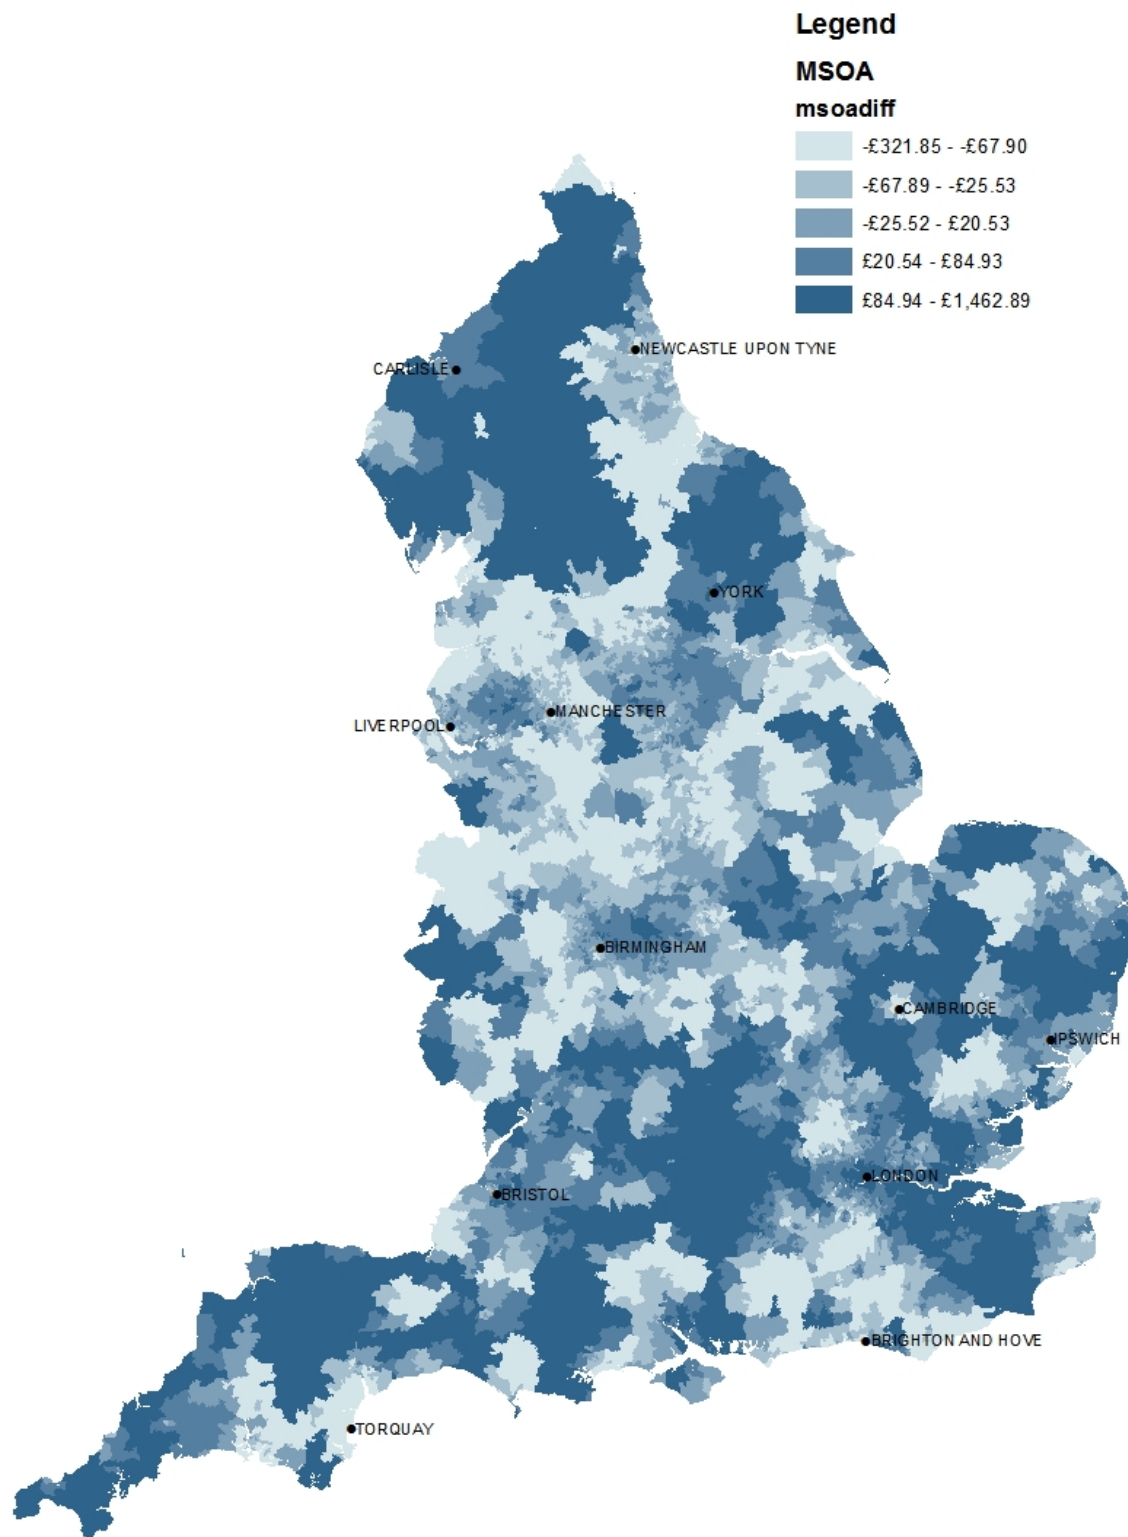 Legend
MSOA
msoadiff
-£321.85 - -£67.90
-£67.89 - -£25.53
-£25.52 - £20.53
£20.54 - £84.93
£84.94 - £1,462.89
NEWCASTLE UPON TYNE
CARLISLE
YORK
MANCHESTER
LIVERPOOL
BIRMINGHAM
CAMBRIDGE
IPSWICH
LONDON
BRISTOL
BRIGHTON AND HOVE
TORQUAY